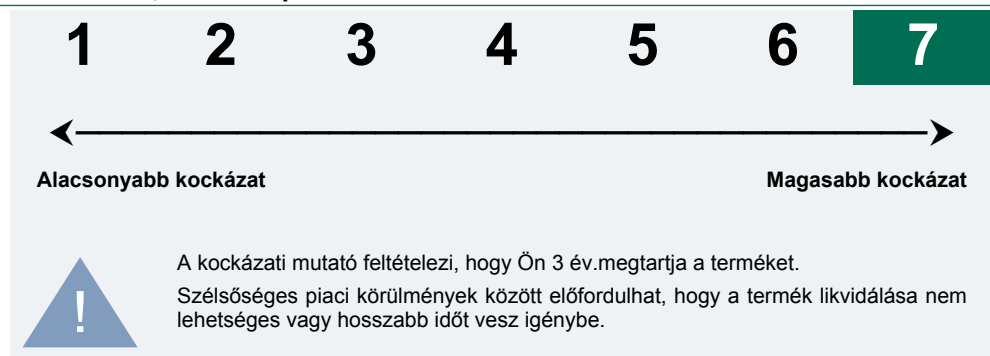 1 2 3 4 5 6 7
Alacsonyabb kockázat Magasabb kockázat
A kockázati mutató feltételezi, hogy Ön 3 év.megtartja a terméket.
! Szélsőséges piaci körülmények között előfordulhat, hogy a termék likvidálása nem
lehetséges vagy hosszabb időt vesz igénybe.